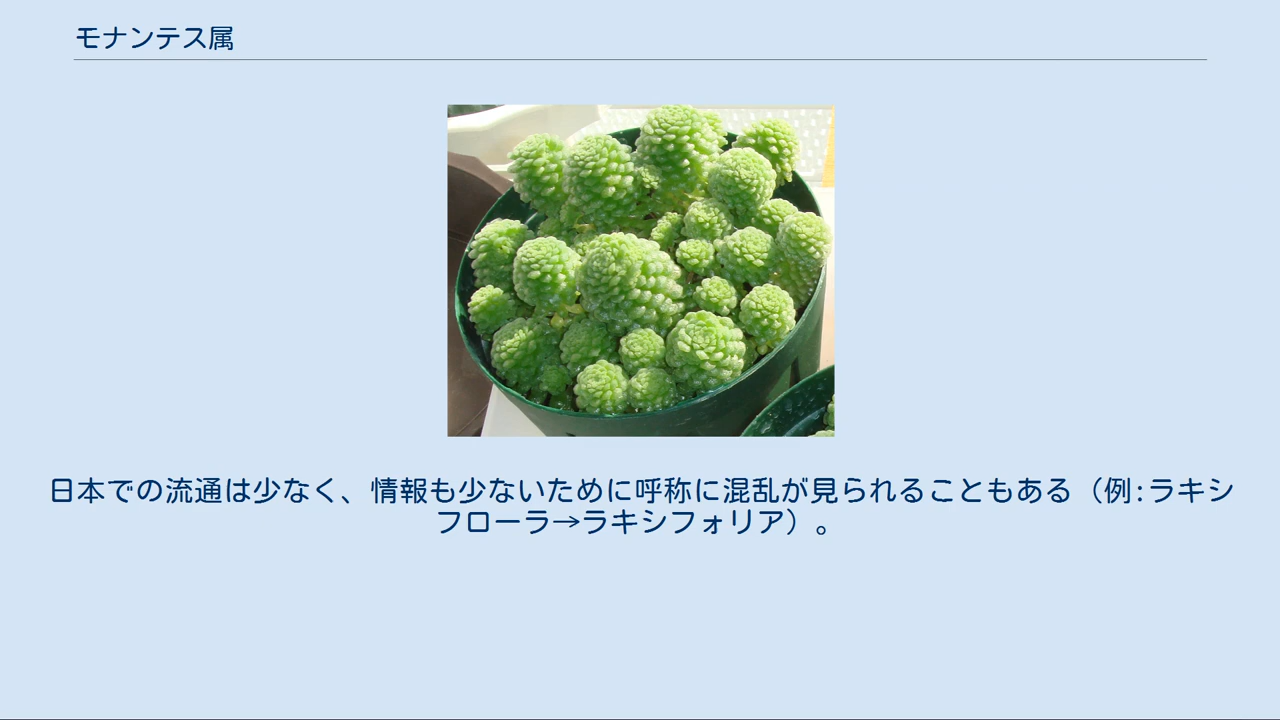 モナンテス属
日本での流通は少なく、情報も少ないために呼称に混乱が見られることもある（例:ラキシ
フローラ→ラキシフォリア）。